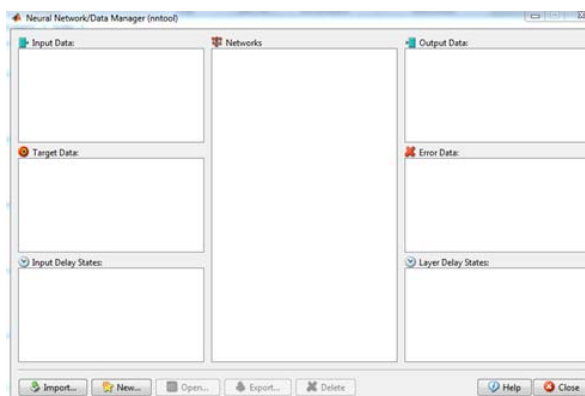 Neural Network/Data Manager (nntool)
Input Data:
Networks
Output Data:
Target Data:
Error Data:
Input Delay States:
Layer Delay States:
Import...
New...
Open...
Export...
Delete
Help
Close